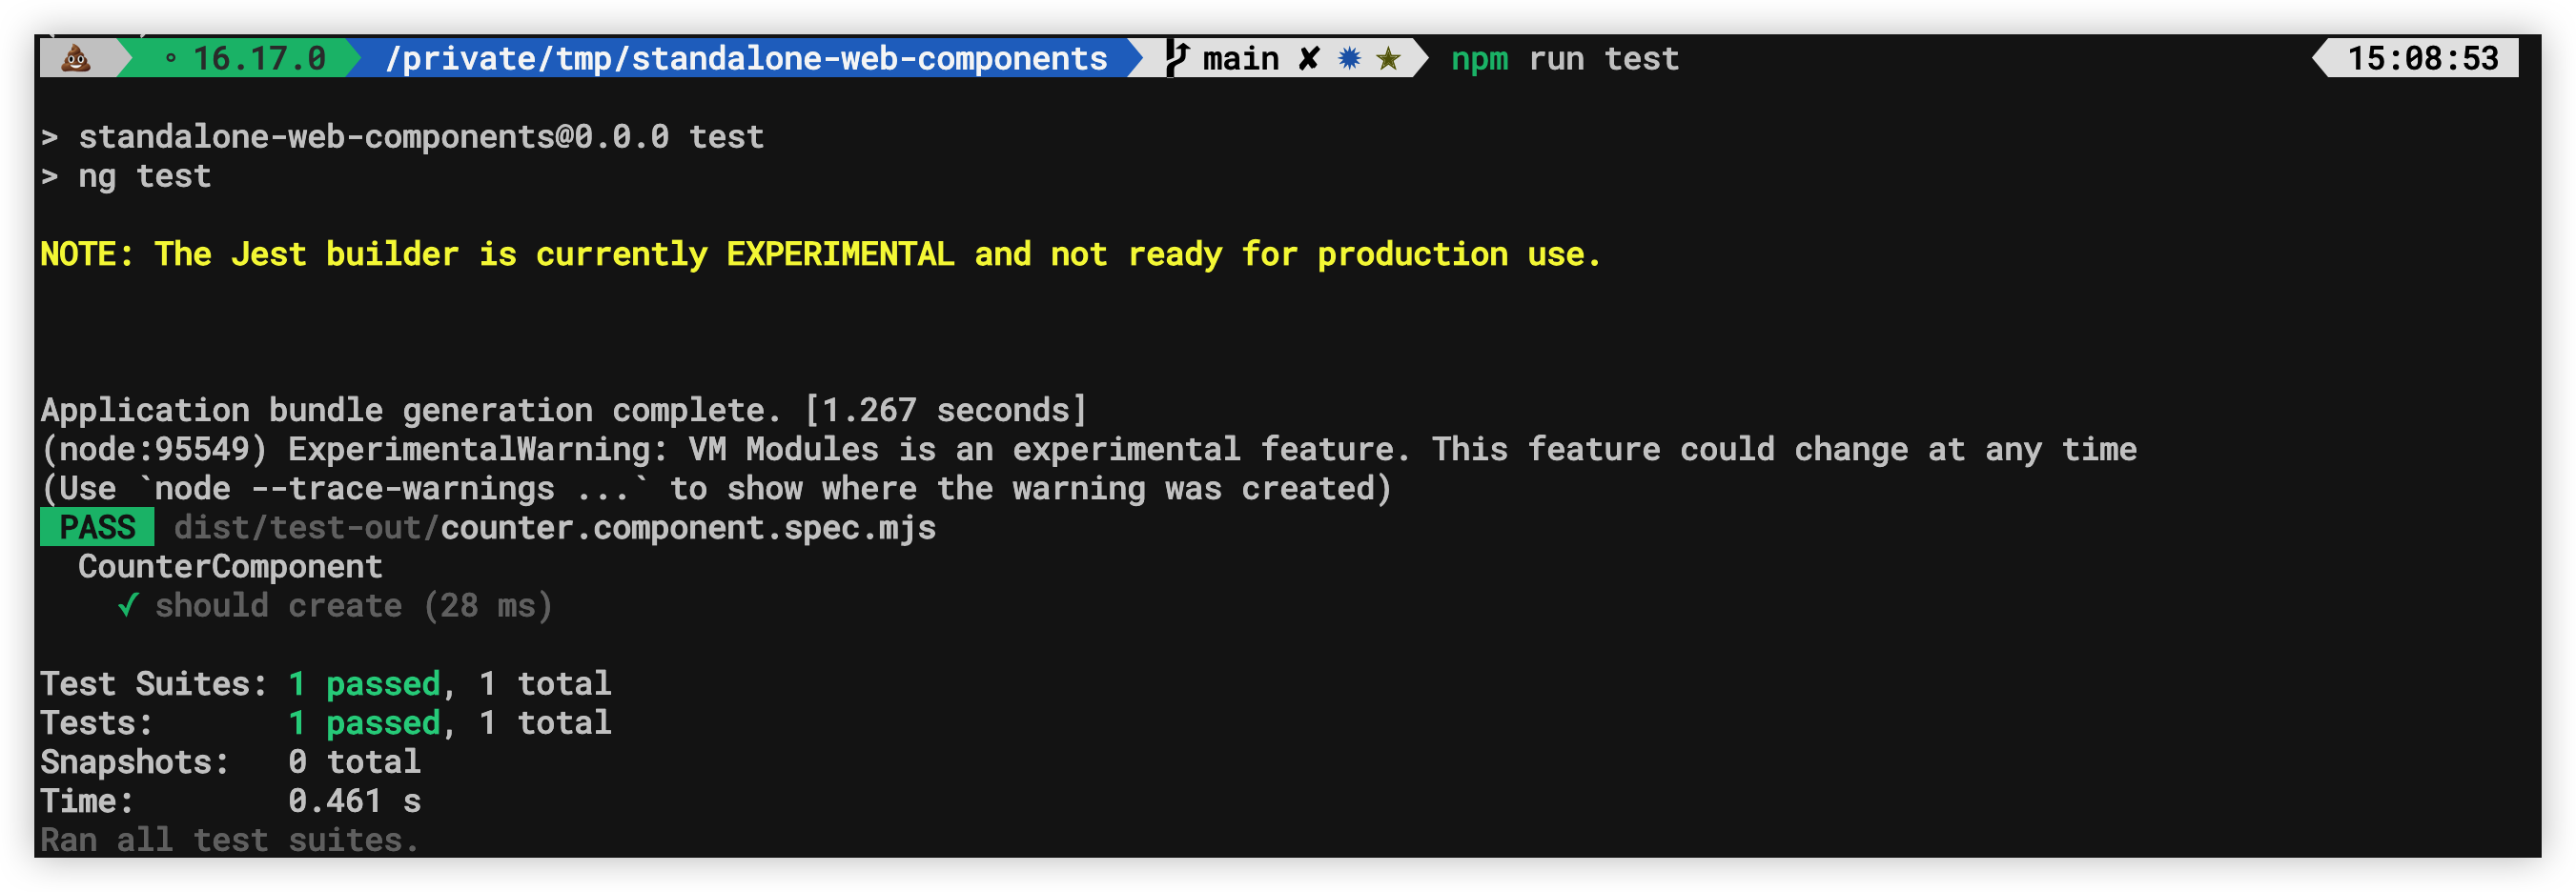 16.17.0 /private/tmp/standalone-web-components main ✘ npm run test 15:08:53
> standalone-web-components@0.0.0 test
> ng test
NOTE: The Jest builder is currently EXPERIMENTAL and not ready for production use.
Application bundle generation complete. [1.267 seconds]
(node:95549) ExperimentalWarning: VM Modules is an experimental feature. This feature could change at any time
(Use `node --trace-warnings ...` to show where the warning was created)
PASS dist/test-out/counter.component.spec.mjs
CounterComponent
✓ should create (28 ms)
Test Suites: 1 passed, 1 total
Tests: 1 passed, 1 total
Snapshots: 0 total
Time: 0.461 s
Ran all test suites.